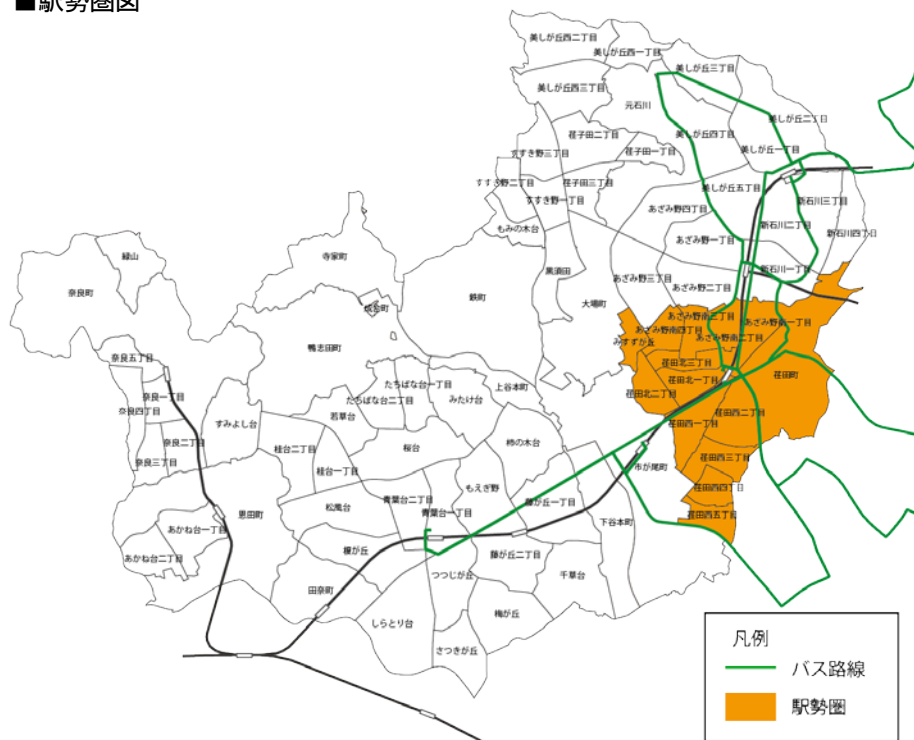 ■駅勢圏図
美しが丘西二丁目
美しが丘西一丁目
美しが丘三丁目
美しが丘西三丁目
元石川
美しが丘二丁目
荏子田二丁目
美しが丘四丁目
すすき野三丁目
荏子田一丁目
美しが丘一丁目
すすき野二丁目
荏子田三丁目
美しが丘五丁目
すすき野一丁目
あざみ野四丁目
新石川三丁目
もみの木台
新石川二丁目
新石川四丁目
あざみ野一丁目
緑山
寺家町
黒須田
あざみ野三丁目
新石川一丁目
奈良町
鉄町
大場町
あざみ野二丁目
成合町
あざみ野南三丁目
あざみ野南四丁目
あざみ野南一丁目
みすずが丘
あざみ野南二丁目
鴨志田町
奈良五丁目
荏田北三丁目
荏田町
たちばな台一丁目
上谷本町
荏田北一丁目
奈良一丁目
たちばな台二丁目
みたけ台
荏田北二丁目
奈良四丁目
若草台
荏田西二丁目
すみよし台
柿の木台
荏田西一丁目
奈良二丁目
桂台二丁目
桜台
奈良三丁目
桂台一丁目
荏田西三丁目
市が尾町
もえぎ野
荏田西四丁目
青葉台二丁目
藤が丘一丁目
松風台
青葉台一丁目
恩田町
下谷本町
荏田西五丁目
あかね台一丁目
榎が丘
藤が丘二丁目
あかね台二丁目
つつじが丘
千草台
田奈町
梅が丘
しらとり台
さつきが丘
凡例
バス路線
駅勢圏